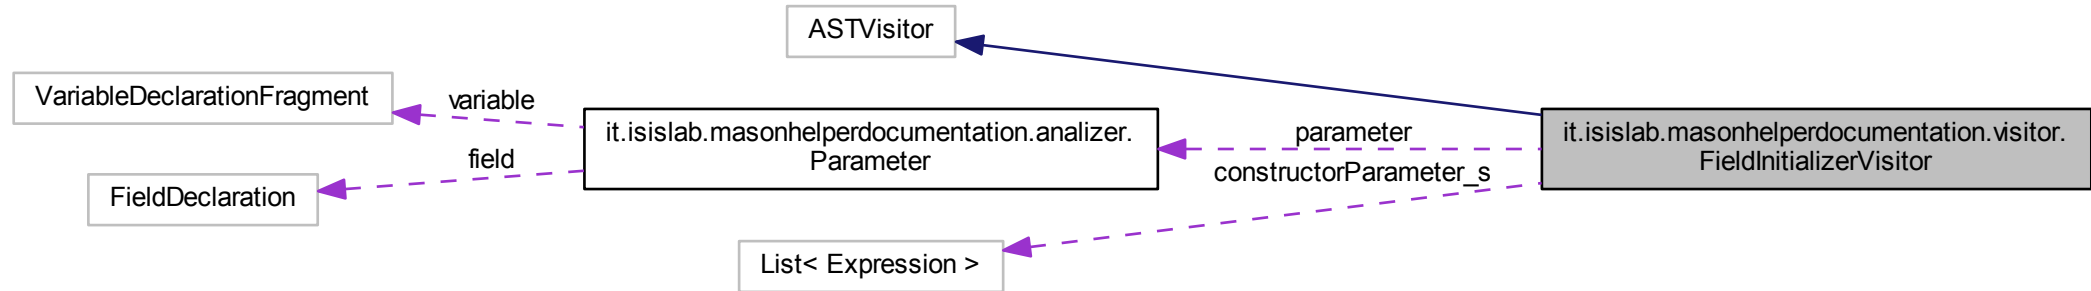 ASTVisitor
VariableDeclarationFragment
variable
it.isislab.masonhelperdocumentation.analizer.
Parameter
parameter
it.isislab.masonhelperdocumentation.visitor.
FieldInitializerVisitor
field
constructorParameter_s
FieldDeclaration
List< Expression >